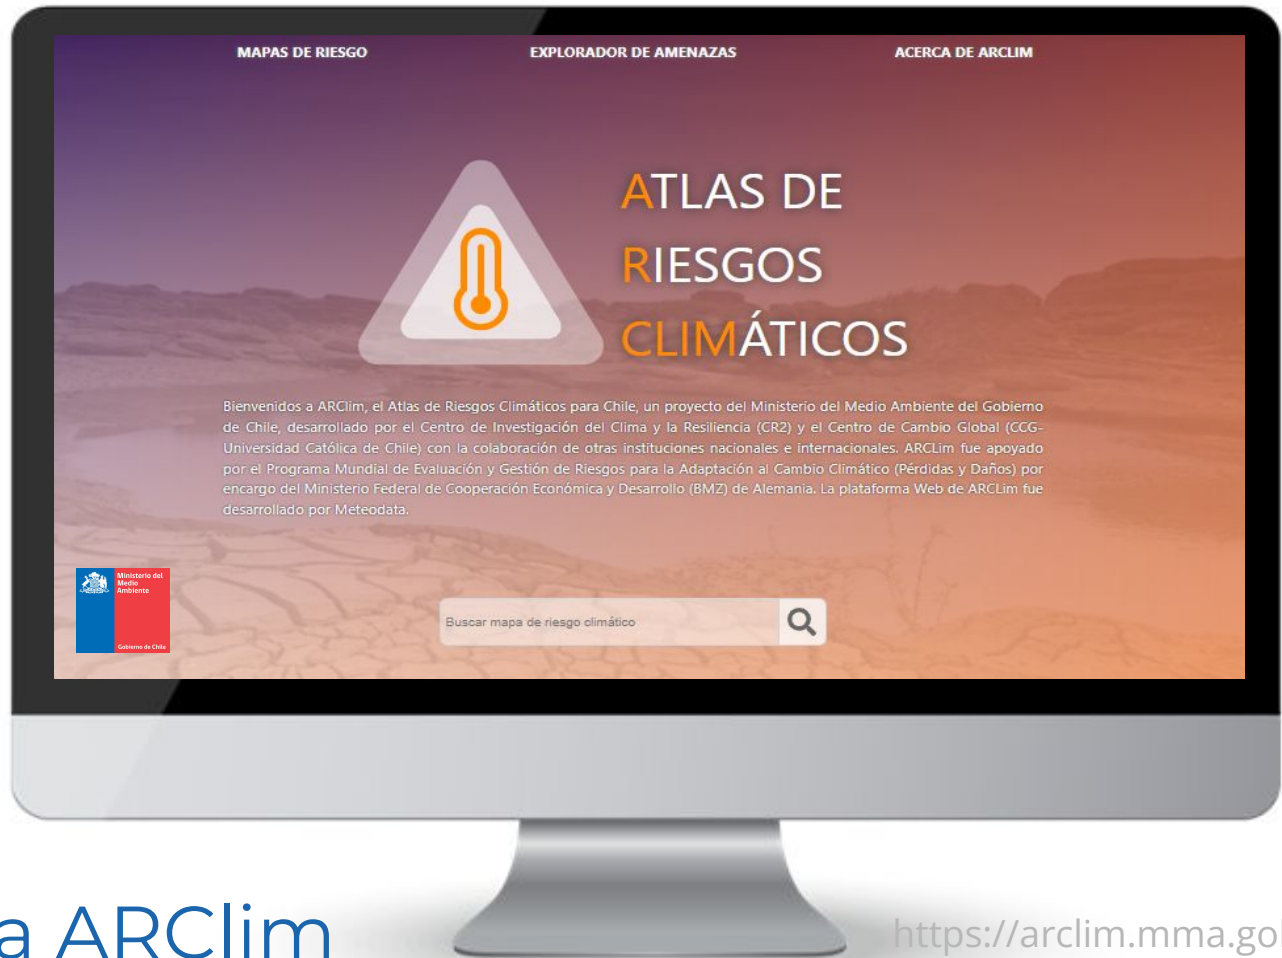 MAPAS DE RIESGO
EXPLORADOR DE AMENAZAS
ACERCA DE ARCLIM
ATLAS DE
RIESGOS
CLIMÁTICOS
Bienvenidos a ARClim, el Atlas de Riesgos Climáticos para Chile, un proyecto del Ministerio del Medio Ambiente del Gobierno
de Chile, desarrollado por el Centro de Investigación del Clima y la Resiliencia (CR2) y el Centro de Cambio Global (CCG-
Universidad Católica de Chile) con la colaboración de otras instituciones nacionales e internacionales. ARCLim fue apoyado
por el Programa Mundial de Evaluación y Gestión de Riesgos para la Adaptación al Cambio Climático (Pérdidas y Daños) por
encargo del Ministerio Federal de Cooperación Económica y Desarrollo (BMZ) de Alemania. La plataforma Web de ARCLim fue
desarrollado por Meteodata.
Ministerio del
Medio
Ambiente
Gobierno de Chile
Buscar mapa de riesgo climático
a ARClim
https://arclim.mma.go